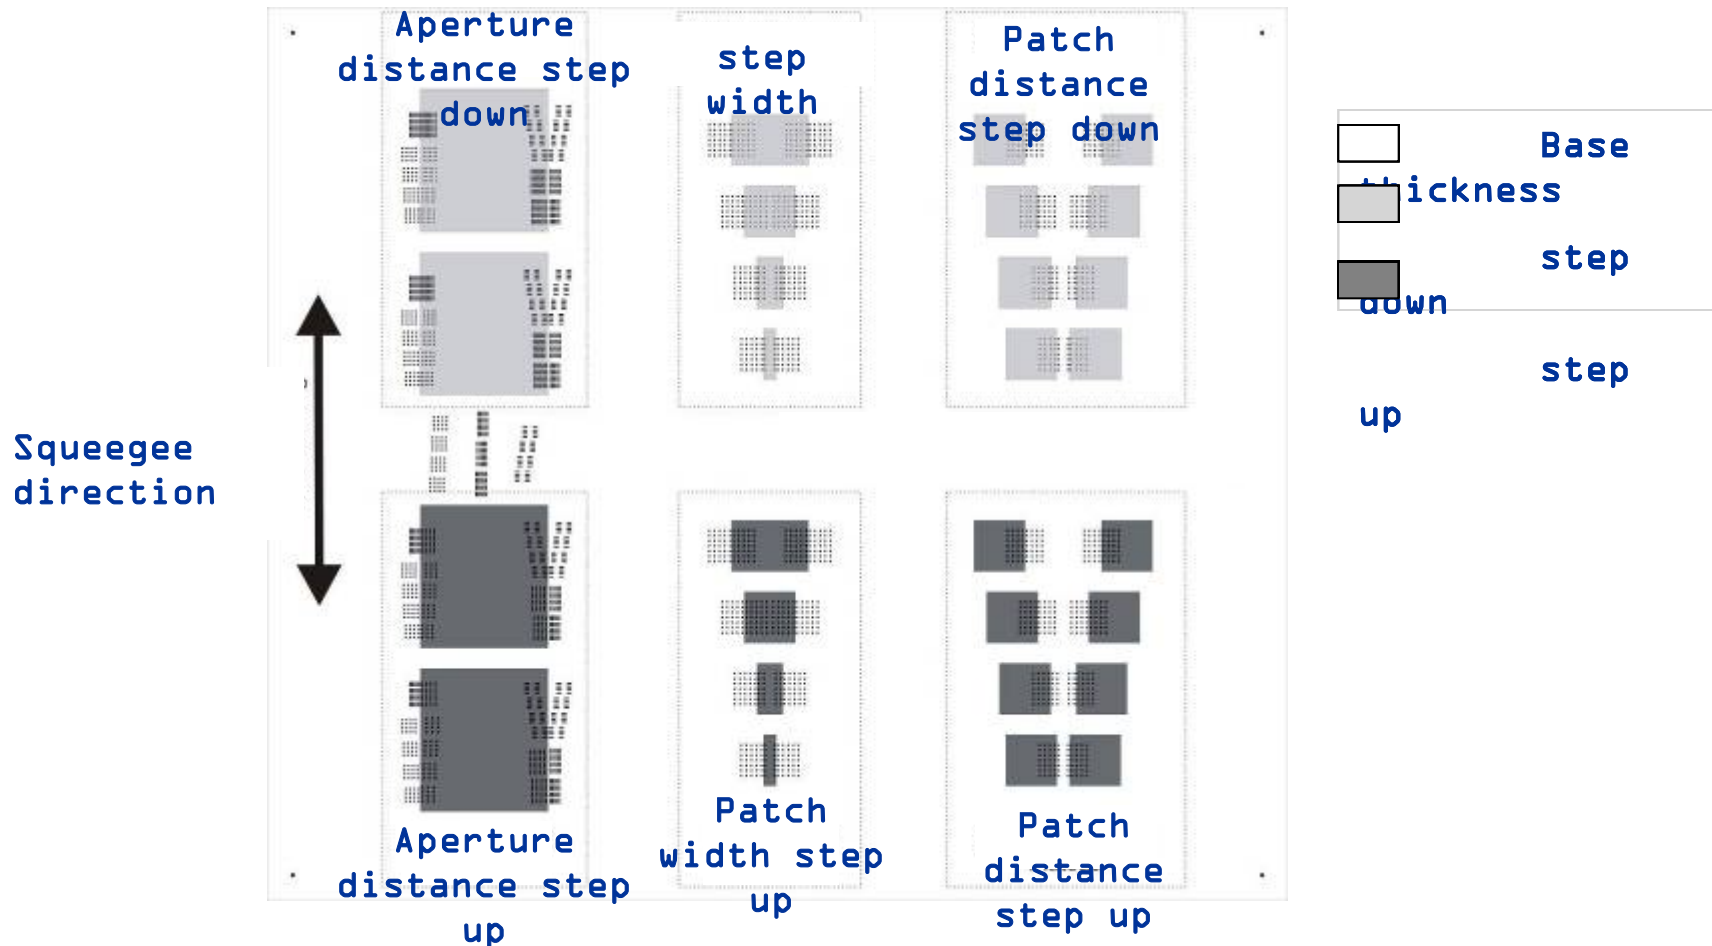 Aperture
distance step
down
step
width
Patch
distance
step down
Base
thickness
step
down
step
up
Squeegee
direction
Aperture
distance step
up
Patch
width step
up
Patch
distance
step up